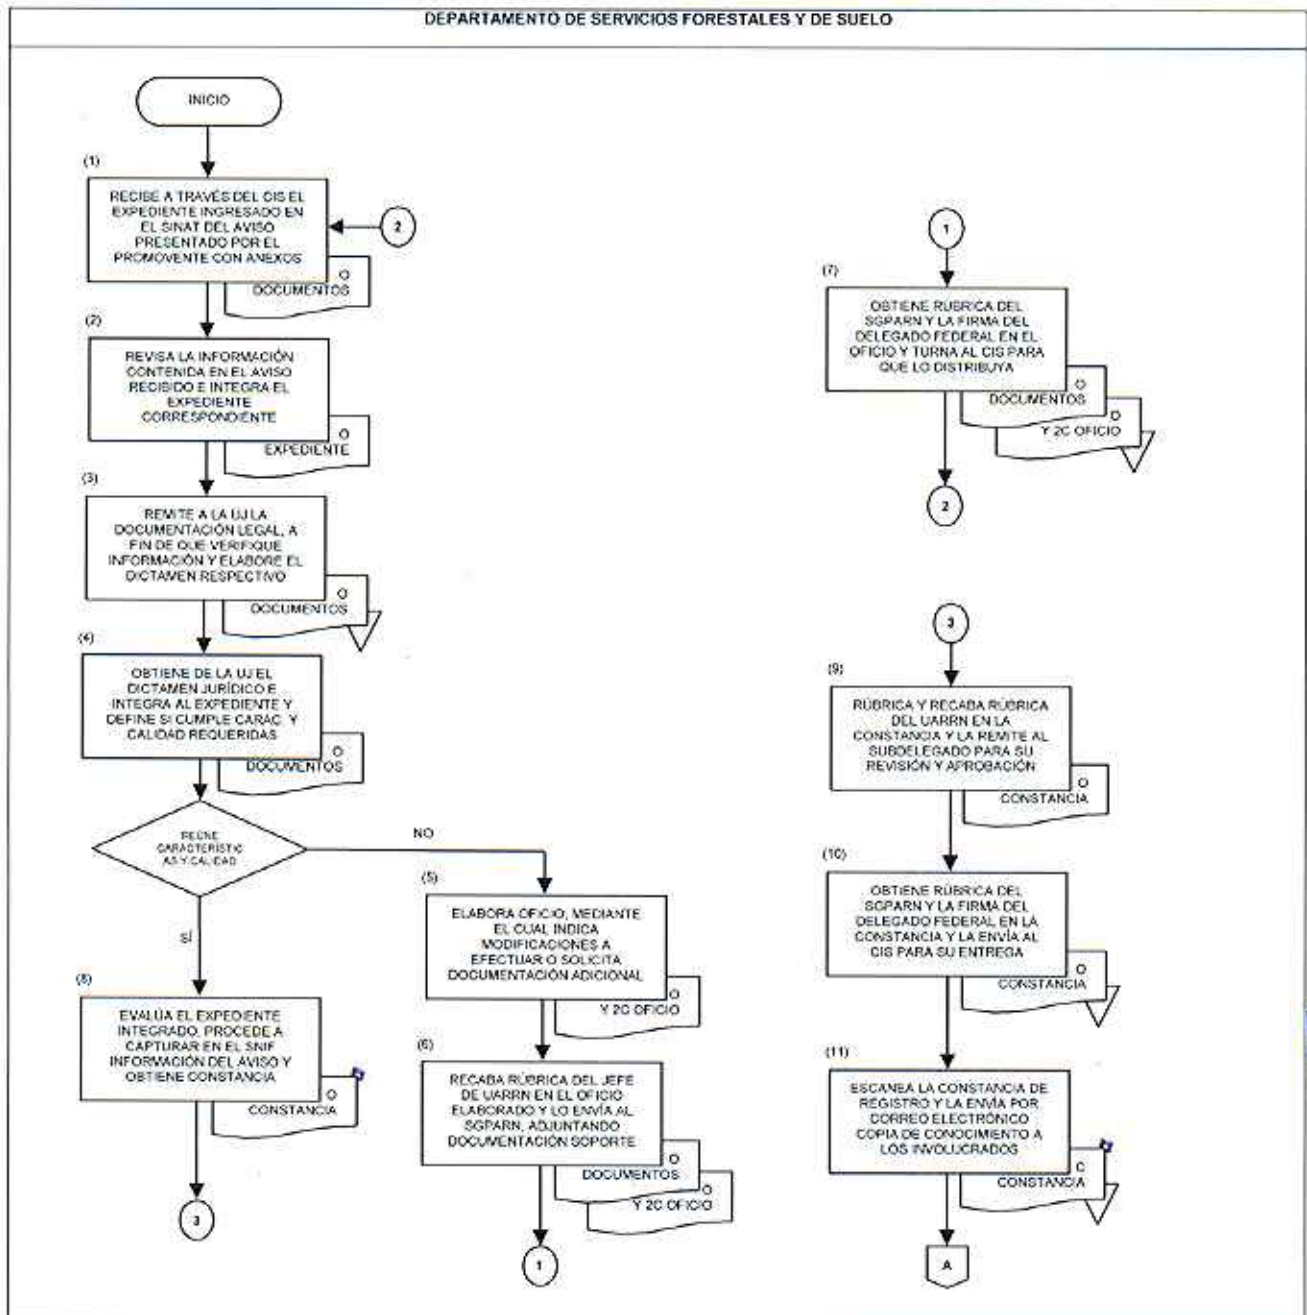 DEPARTAMENTO DE SERVICIOS FORESTALES Y DE SUELO
INICIO
(1)
RECIBE A TRAVÉS DEL CIS EL
EXPEDIENTE INGRESADO EN
EL SINAT DEL AVISO
PRESENTADO POR EL
PROMOVENTE CON ANEXOS
2
O
DOCUMENTOS
(2)
REVISA LA INFORMACIÓN
CONTENIDA EN EL AVISO
RECIBIDO E INTEGRA EL
EXPEDIENTE
CORRESPONDIENTE
O
EXPEDIENTE
(3)
REMITE A LA UJ LA
DOCUMENTACIÓN LEGAL, A
FIN DE QUE VERIFIQUE
INFORMACIÓN Y ELABORE EL
DICTAMEN RESPECTIVO
O
DOCUMENTOS
(4)
OBTIENE DE LA UJ EL
DICTAMEN JURÍDICO E
INTEGRA AL EXPEDIENTE Y
DEFINE SI CUMPLE CARAC. Y
CALIDAD REQUERIDAS
O
DOCUMENTOS
REÚNE
CARACTERÍSTIC
AS Y CALIDAD
NO
SÍ
(5)
ELABORA OFICIO, MEDIANTE
EL CUAL INDICA
MODIFICACIONES A
EFECTUAR O SOLICITA
DOCUMENTACIÓN ADICIONAL
O
Y 2C OFICIO
(6)
RECABA RÚBRICA DEL JEFE
DE UARRN EN EL OFICIO
ELABORADO Y LO ENVÍA AL
SGPARN, ADJUNTANDO
DOCUMENTACIÓN SOPORTE
O
DOCUMENTOS
O
Y 2C OFICIO
1
(8)
EVALÚA EL EXPEDIENTE
INTEGRADO, PROCEDE A
CAPTURAR EN EL SNIF
INFORMACIÓN DEL AVISO Y
OBTIENE CONSTANCIA
O
CONSTANCIA
3
1
(7)
OBTIENE RÚBRICA DEL
SGPARN Y LA FIRMA DEL
DELEGADO FEDERAL EN EL
OFICIO Y TURNA AL CIS PARA
QUE LO DISTRIBUYA
O
DOCUMENTOS
O
Y 2C OFICIO
2
3
(9)
RÚBRICA Y RECABA RÚBRICA
DEL UARRN EN LA
CONSTANCIA Y LA REMITE AL
SUBDELEGADO PARA SU
REVISIÓN Y APROBACIÓN
O
CONSTANCIA
(10)
OBTIENE RÚBRICA DEL
SGPARN Y LA FIRMA DEL
DELEGADO FEDERAL EN LA
CONSTANCIA Y LA ENVÍA AL
CIS PARA SU ENTREGA
O
CONSTANCIA
(11)
ESCANEA LA CONSTANCIA DE
REGISTRO Y LA ENVÍA POR
CORREO ELECTRÓNICO
COPIA DE CONOCIMIENTO A
LOS INVOLUCRADOS
C
CONSTANCIA
A